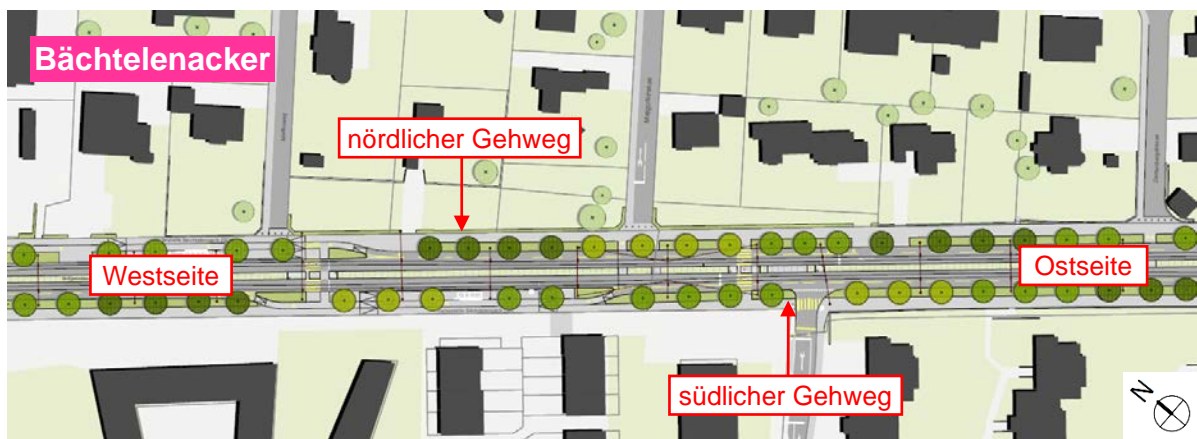 Bächtelenacker
nördlicher Gehweg
Westseite
Ostseite
südlicher Gehweg
N